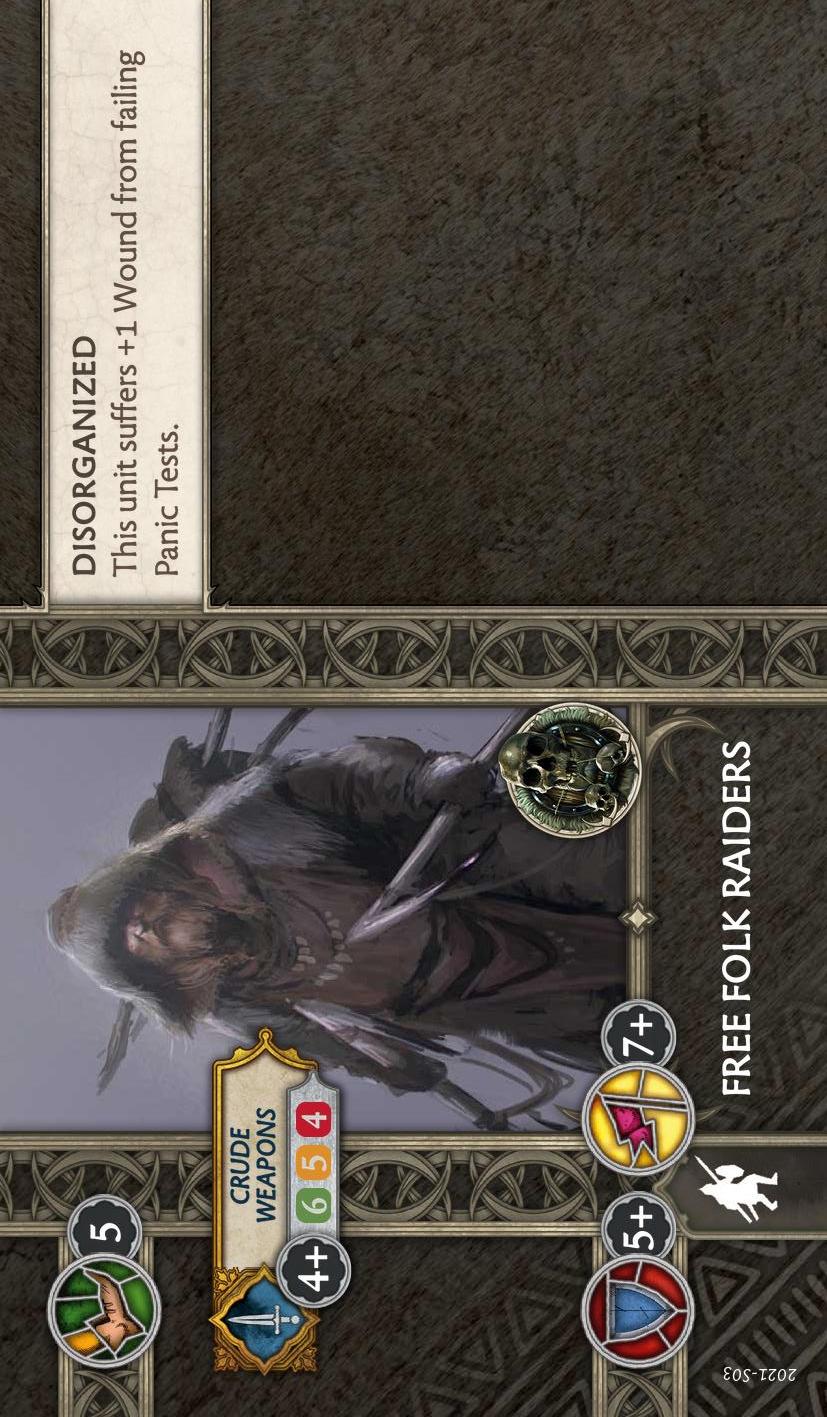 5
CRUDE
WEAPONS
4+
6 5 4
5+
7+
FREE FOLK RAIDERS
2021-S03
DISORGANIZED
This unit suffers +1 Wound from failing
Panic Tests.